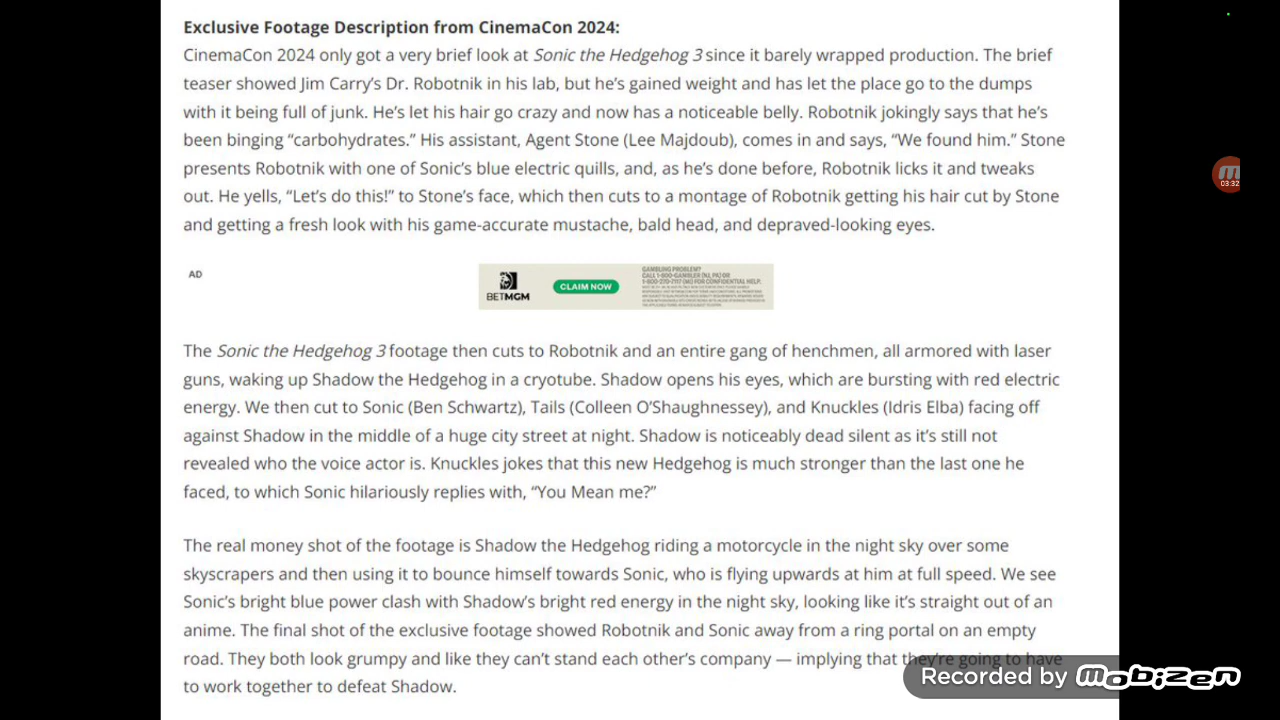 Exclusive Footage Description from CinemaCon 2024:
CinemaCon 2024 only got a very brief look at Sonic the Hedgehog 3 since it barely wrapped production. The brief
teaser showed Jim Carry's Dr. Robotnik in his lab, but he's gained weight and has let the place go to the dumps
with it being full of junk. He's let his hair go crazy and now has a noticeable belly. Robotnik jokingly says that he's
been binging “carbohydrates.” His assistant, Agent Stone (Lee Majdoub), comes in and says, “We found him.” Stone
presents Robotnik with one of Sonic's blue electric quills, and, as he's done before, Robotnik licks it and tweaks
out. He yells, “Let's do this!” to Stone's face, which then cuts to a montage of Robotnik getting his hair cut by Stone
and getting a fresh look with his game-accurate mustache, bald head, and depraved-looking eyes.
AD
BETMGM
CLAIM NOW
GAMBLING PROBLEM?
CALL 1-800-GAMBLER (NJ, PA) OR
1-800-270-7117 (MI) FOR CONFIDENTIAL HELP.
03:32
The Sonic the Hedgehog 3 footage then cuts to Robotnik and an entire gang of henchmen, all armored with laser
guns, waking up Shadow the Hedgehog in a cryotube. Shadow opens his eyes, which are bursting with red electric
energy. We then cut to Sonic (Ben Schwartz), Tails (Colleen O'Shaughnessey), and Knuckles (Idris Elba) facing off
against Shadow in the middle of a huge city street at night. Shadow is noticeably dead silent as it's still not
revealed who the voice actor is. Knuckles jokes that this new Hedgehog is much stronger than the last one he
faced, to which Sonic hilariously replies with, “You Mean me?”
The real money shot of the footage is Shadow the Hedgehog riding a motorcycle in the night sky over some
skyscrapers and then using it to bounce himself towards Sonic, who is flying upwards at him at full speed. We see
Sonic's bright blue power clash with Shadow's bright red energy in the night sky, looking like it's straight out of an
anime. The final shot of the exclusive footage showed Robotnik and Sonic away from a ring portal on an empty
road. They both look grumpy and like they can't stand each other's company — implying that they're going to have
to work together to defeat Shadow.
Recorded by mobizen